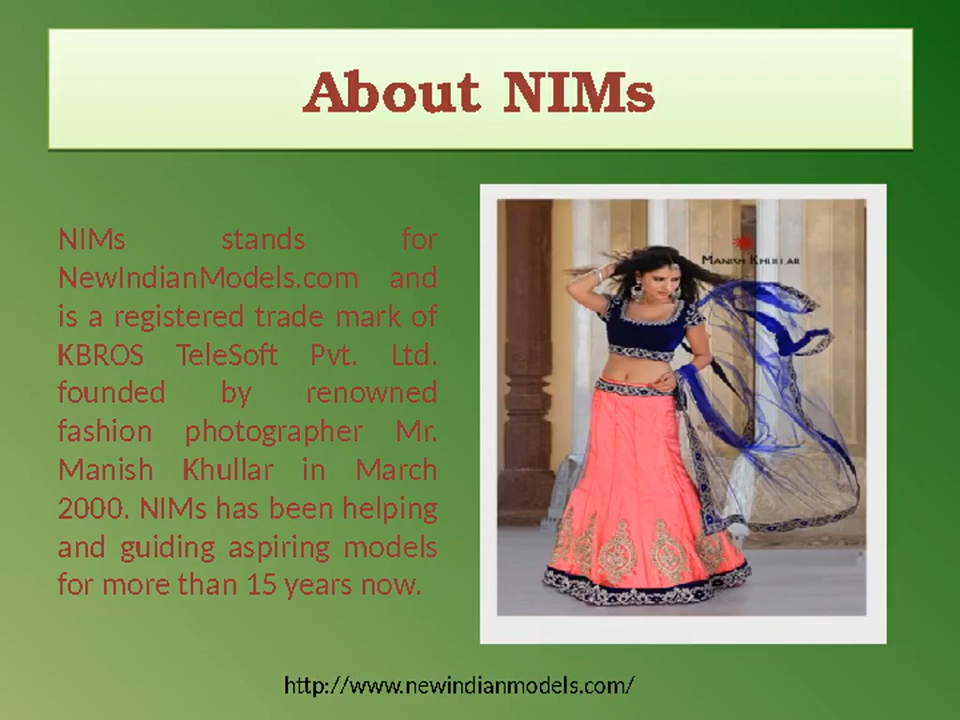 About NIMs
NIMs stands for
NewIndianModels.com and
is a registered trade mark of
KBROS TeleSoft Pvt. Ltd.
founded by renowned
fashion photographer Mr.
Manish Khullar in March
2000. NIMs has been helping
and guiding aspiring models
for more than 15 years now.
MANISH KHULLAR
http://www.newindianmodels.com/